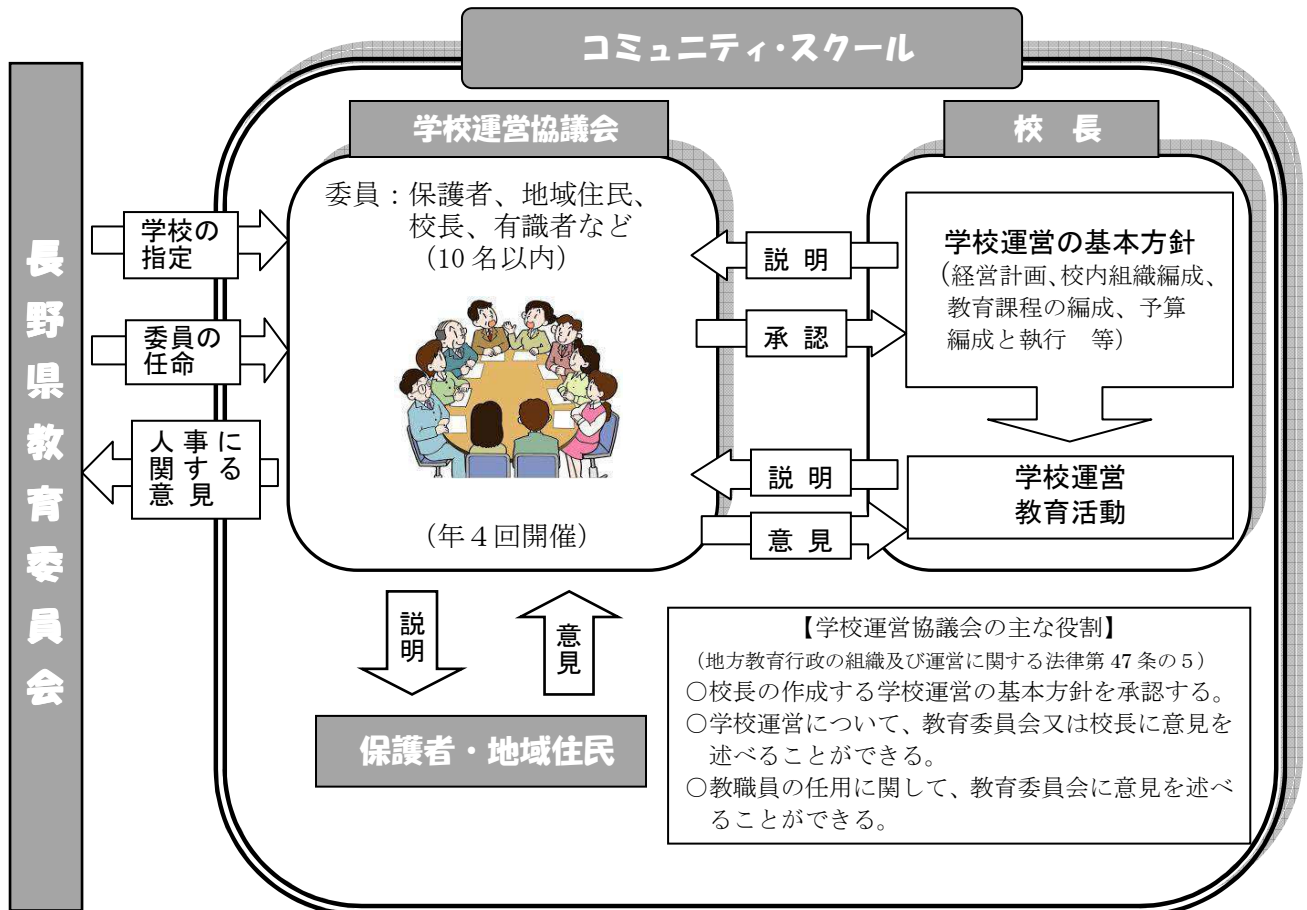 コミュニティ・スクール
長野県教育委員会
学校の
指定
委員の
任命
人事に
関する
意見
学校運営協議会
委員：保護者、地域住民、
校長、有識者など
（10名以内）
（年４回開催）
説明
承認
説明
意見
校　長
学校運営の基本方針
（経営計画、校内組織編成、
教育課程の編成、予算
編成と執行　等）
学校運営
教育活動
説明
意見
保護者・地域住民
【学校運営協議会の主な役割】
（地方教育行政の組織及び運営に関する法律第 47 条の５）
○校長の作成する学校運営の基本方針を承認する。
○学校運営について、教育委員会又は校長に意見を
述べることができる。
○教職員の任用に関して、教育委員会に意見を述べ
ることができる。